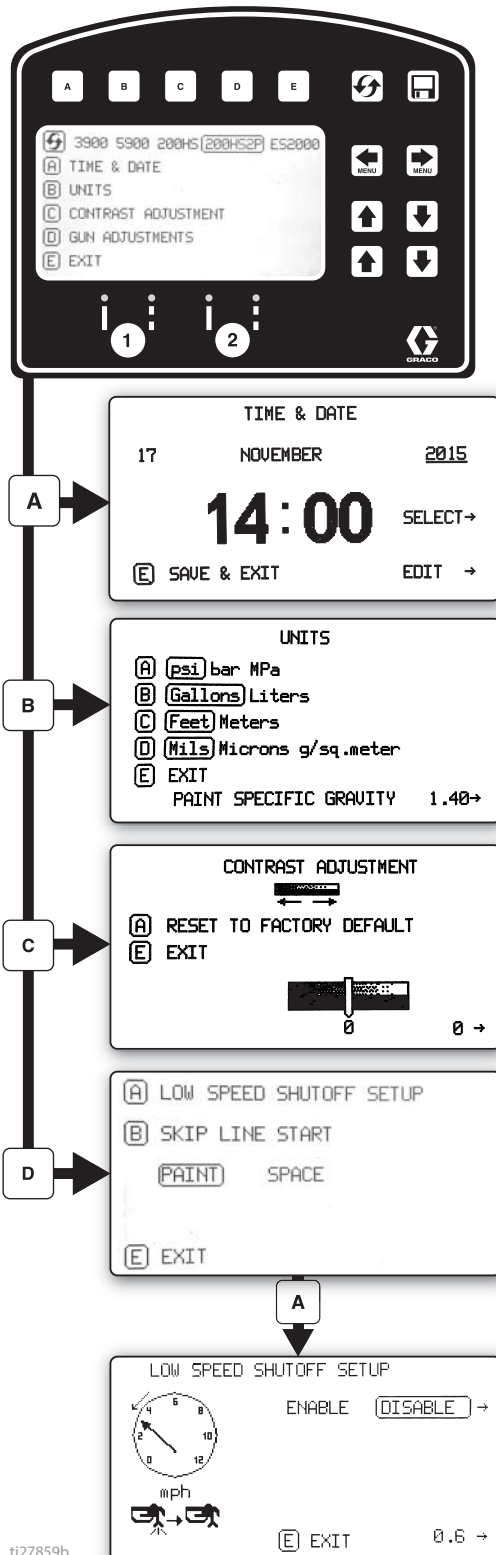 A B C D E
3900 5900 200HS 200HS2P ES2000
A TIME & DATE
B UNITS
C CONTRAST ADJUSTMENT
D GUN ADJUSTMENTS
E EXIT
MENU MENU
1 2
GRACO
A
TIME & DATE
17 NOVEMBER 2015
14:00 SELECT→
E SAVE & EXIT EDIT →
B
UNITS
A psi bar MPa
B Gallons Liters
C Feet Meters
D Mils Microns g/sq.meter
E EXIT
PAINT SPECIFIC GRAVITY 1.40→
C
CONTRAST ADJUSTMENT
A RESET TO FACTORY DEFAULT
E EXIT
0 0 →
D
A LOW SPEED SHUTOFF SETUP
B SKIP LINE START
PAINT SPACE
E EXIT
A
LOW SPEED SHUTOFF SETUP
ENABLE DISABLE →
0 2 4 6 8 10 12
mph
E EXIT 0.6 →
ti27859b